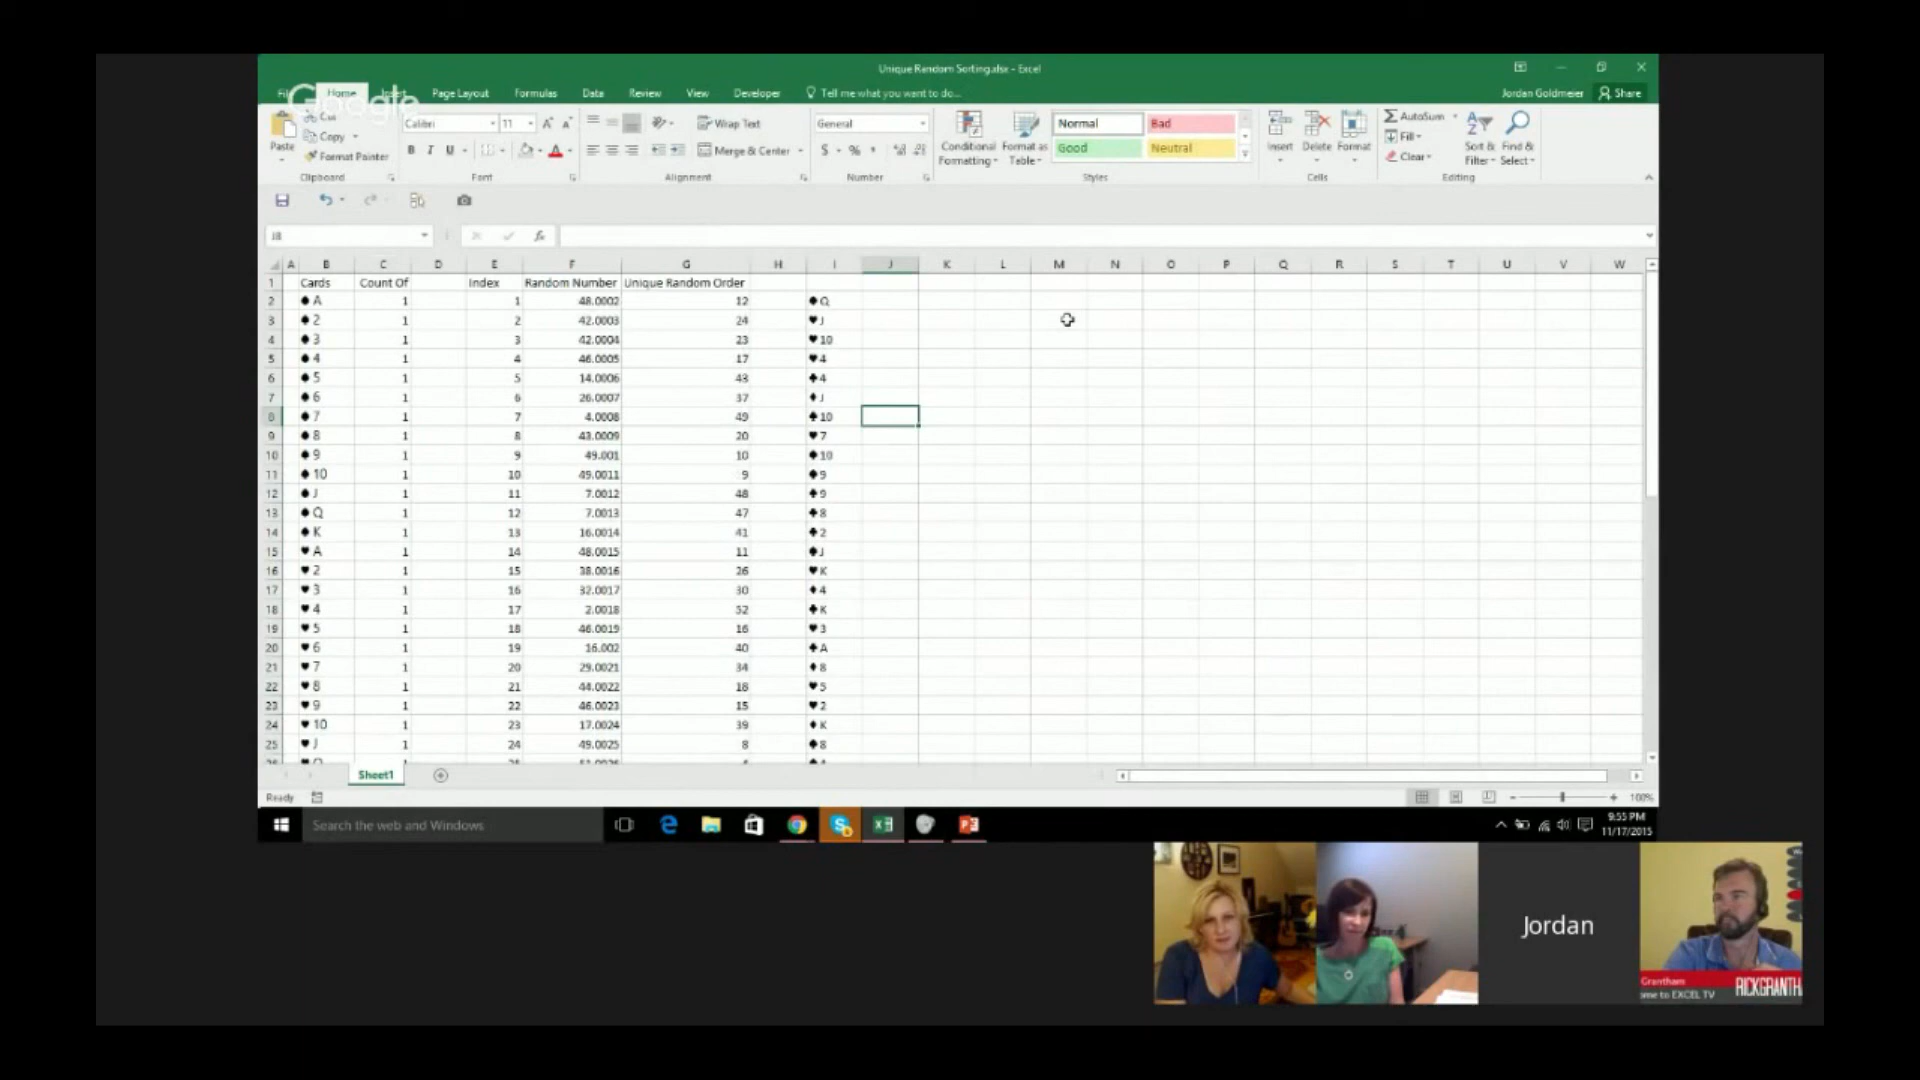 Unique Random Sorting.xlsx - Excel
Google
File Home Insert Page Layout Formulas Data Review View Developer Tell me what you want to do... Jordan Goldmeier Share
Cut
Copy
Format Painter
Paste
Calibri 11
B I U
Wrap Text
Merge & Center
General
$ - % ,
Conditional Formatting
Format as Table
Normal Bad
Good Neutral
Insert Delete Format
AutoSum
Fill
Clear
Sort & Filter
Find & Select
Clipboard Font Alignment Number Styles Cells Editing
J8 fx
A B C D E F G H I J K L M N O P Q R S T U V W
1 Cards Count Of Index Random Number Unique Random Order
2 ♠ A 1 1 48.0002 12 ♠ Q
3 ♠ 2 1 2 42.0003 24 ♥ J
4 ♠ 3 1 3 42.0004 23 ♥ 10
5 ♠ 4 1 4 46.0005 17 ♥ 4
6 ♠ 5 1 5 14.0006 43 ♣ 4
7 ♠ 6 1 6 26.0007 37 ♦ J
8 ♠ 7 1 7 4.0008 49 10
9 ♠ 8 1 8 43.0009 20 ♥ 7
10 ♠ 9 1 9 49.001 10 10
11 ♠ 10 1 10 49.0011 9 9
12 ♠ J 1 11 7.0012 48 9
13 ♠ Q 1 12 7.0013 47 8
14 ♠ K 1 13 16.0014 41 2
15 ♥ A 1 14 48.0015 11 J
16 ♥ 2 1 15 38.0016 26 ♥ K
17 ♥ 3 1 16 32.0017 30 ♦ 4
18 ♥ 4 1 17 2.0018 52 K
19 ♥ 5 1 18 46.0019 16 ♥ 3
20 ♥ 6 1 19 16.002 40 A
21 ♥ 7 1 20 29.0021 34 ♦ 8
22 ♥ 8 1 21 44.0022 18 ♥ 5
23 ♥ 9 1 22 46.0023 15 ♥ 2
24 ♥ 10 1 23 17.0024 39 ♦ K
25 ♥ J 1 24 49.0025 8 8
Sheet1
Ready 100%
Search the web and Windows
9:55 PM
11/17/2015
Jordan
Grantham
ome to EXCEL TV
RICKGRANTH